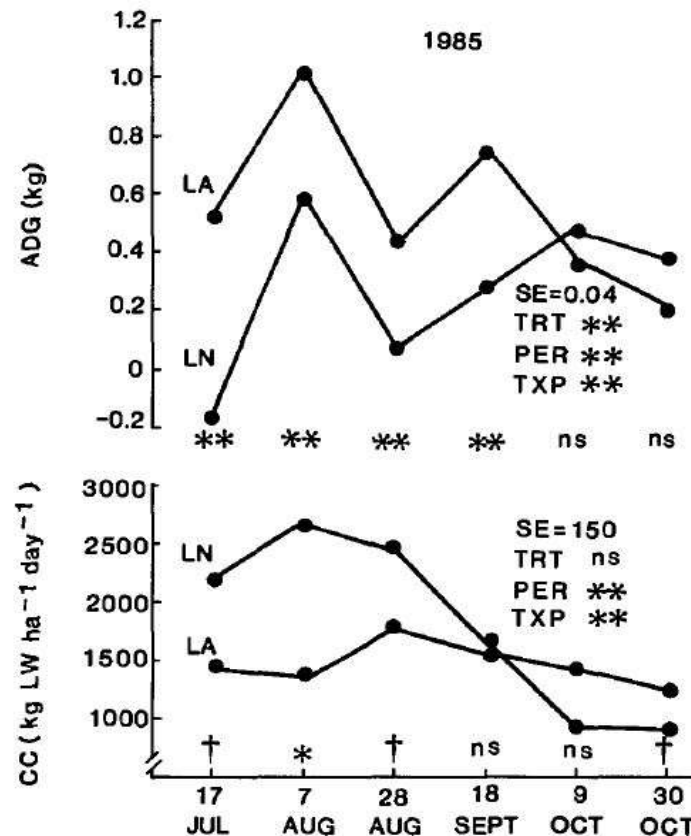 1985
1.2
1.0
0.8
0.6
0.4
0.2
0
-0.2
ADG (kg)
LA
LN
SE=0.04
TRT **
PER **
TXP **
** ** ** ** ns ns
3000
2500
2000
1500
1000
CC (kg LW ha⁻¹ day⁻¹)
LN
LA
SE=150
TRT ns
PER **
TXP **
† * † ns ns †
17 7 28 18 9 30
JUL AUG AUG SEPT OCT OCT